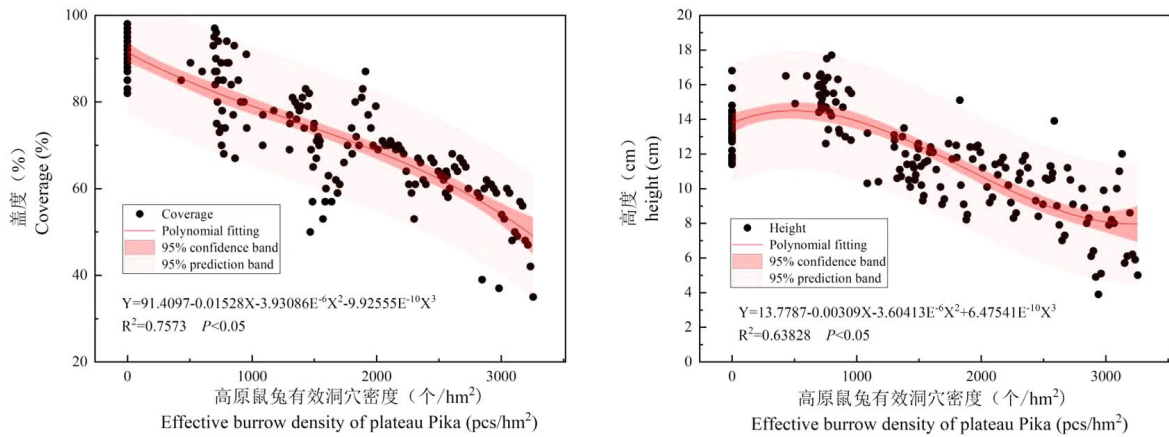 100
80
60
40
20
盖度（%）
Coverage (%)
Coverage
Polynomial fitting
95% confidence band
95% prediction band
Y=91.4097-0.01528X-3.93086E⁻⁶X²-9.92555E⁻¹⁰X³
R²=0.7573 P<0.05
0 1000 2000 3000
高原鼠兔有效洞穴密度（个/hm²）
Effective burrow density of plateau Pika (pcs/hm²)
20
18
16
14
12
10
8
6
4
2
0
高度（cm）
height (cm)
Height
Polynomial fitting
95% confidence band
95% prediction band
Y=13.7787-0.00309X-3.60413E⁻⁶X²+6.47541E⁻¹⁰X³
R²=0.63828 P<0.05
0 1000 2000 3000
高原鼠兔有效洞穴密度（个/hm²）
Effective burrow density of plateau Pika (pcs/hm²)